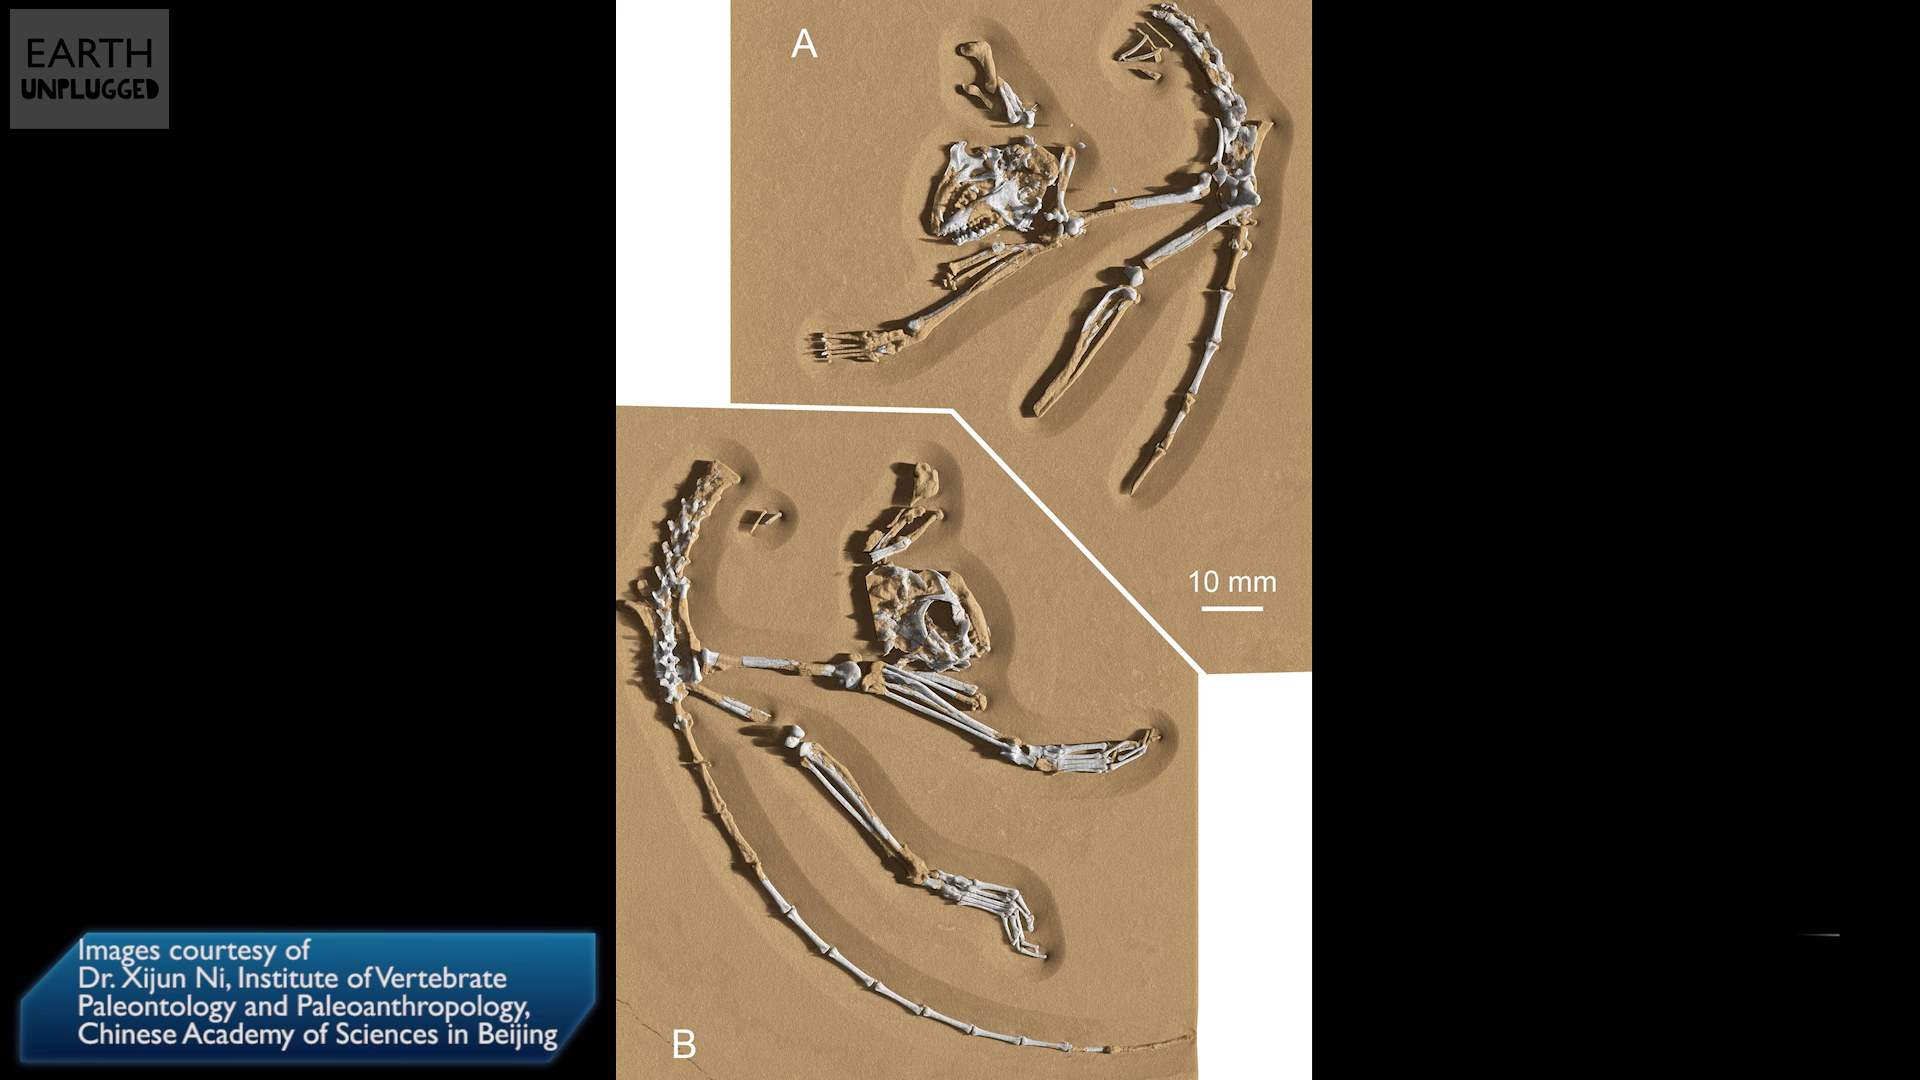 EARTH
UNPLUGGED
A
10 mm
B
Images courtesy of
Dr. Xijun Ni, Institute of Vertebrate
Paleontology and Paleoanthropology,
Chinese Academy of Sciences in Beijing